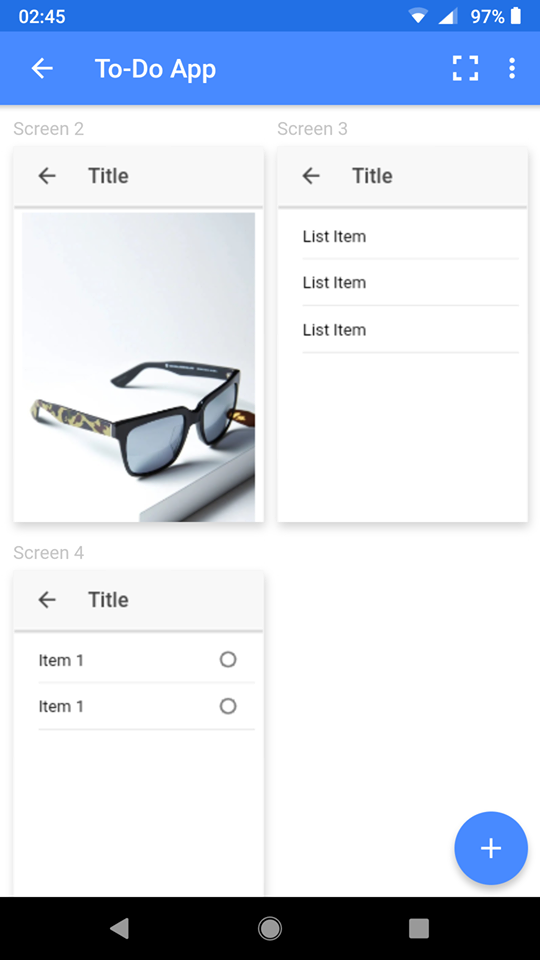 02:45
97%
To-Do App
Screen 2
Screen 3
Title
Title
List Item
List Item
List Item
Screen 4
Title
Item 1
Item 1